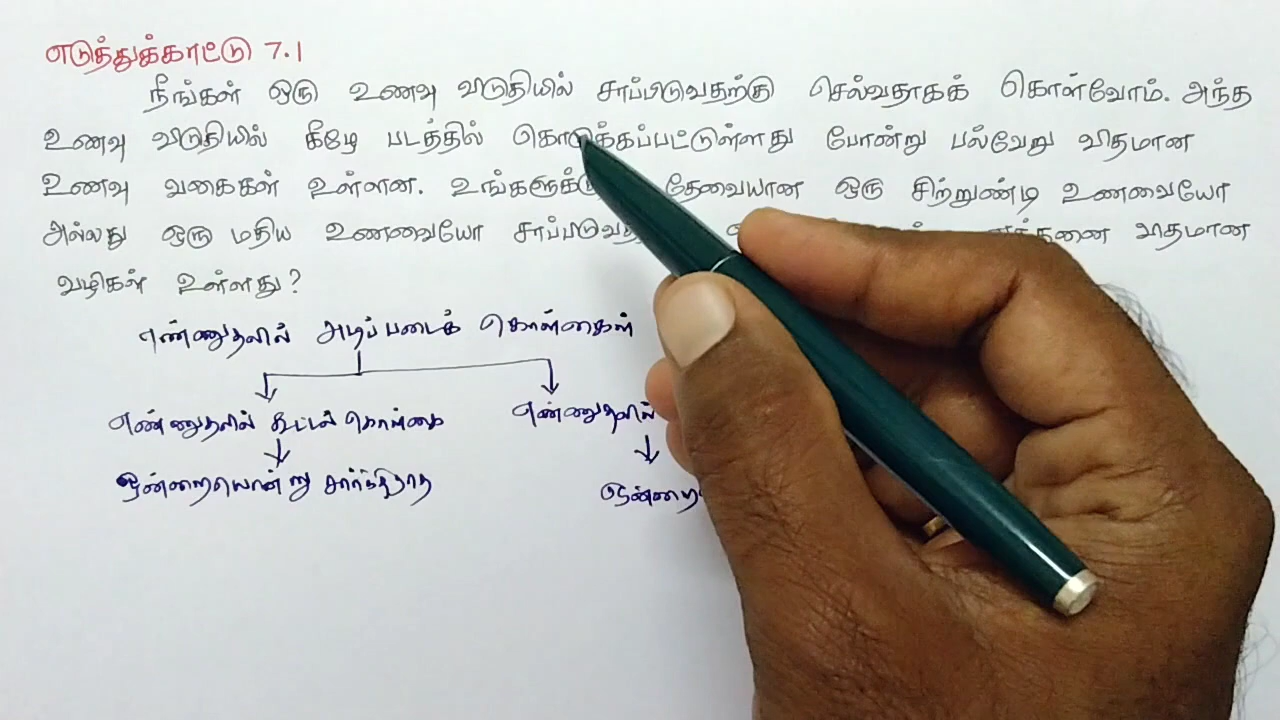 எடுத்துக்காட்டு 7.1
நீங்கள் ஒரு உணவு விடுதியில் சாப்பிடுவதற்கு செல்வதாகக் கொள்வோம். அந்த
உணவு விடுதியில் கீழே படத்தில் கொடுக்கப்பட்டுள்ளது போன்று பல்வேறு விதமான
உணவு வகைகள் உள்ளன. உங்களுக்கு தேவையான ஒரு சிற்றுண்டி உணவையோ
அல்லது ஒரு மதிய உணவையோ விதமான
வழிகள் உள்ளது?
எண்ணுதலில் அடிப்படைக் கொள்கைகள்
எண்ணுதலில் கூட்டல் கொள்கை எண்ணுதலில்
ஒன்றையொன்று சார்ந்திராத